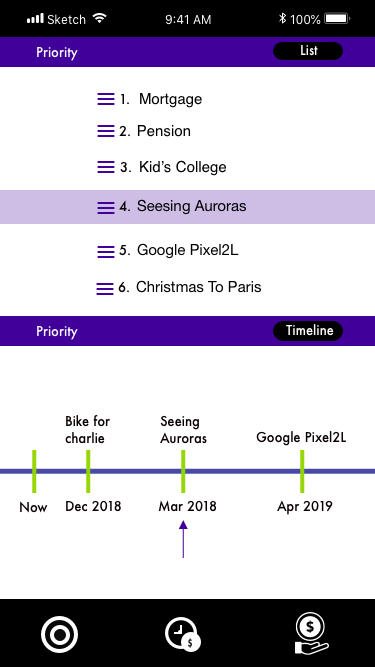 Sketch 9:41 AM 100%
Priority List
1. Mortgage
2. Pension
3. Kid's College
4. Seesing Auroras
5. Google Pixel2L
6. Christmas To Paris
Priority Timeline
Bike for
charlie
Seeing
Auroras
Google Pixel2L
Now Dec 2018 Mar 2018 Apr 2019
$
$